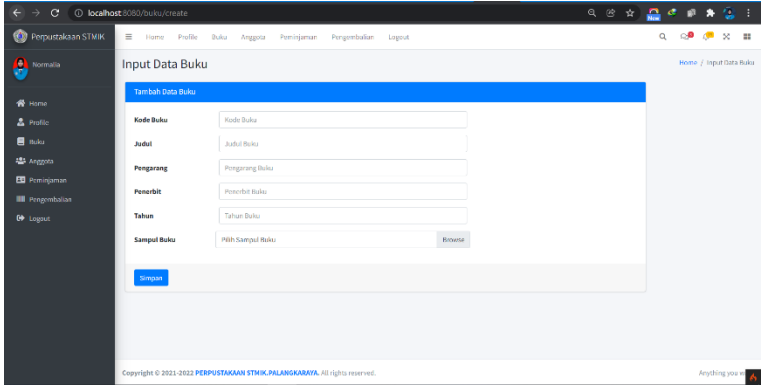 localhost:8080/buku/create
New
Perpustakaan STMIK
Home Profile Buku Anggota Peminjaman Pengembalian Logout
Normalia
Input Data Buku
Home / Input Data Buku
Tambah Data Buku
Home
Profile
Buku
Anggota
Peminjaman
Pengembalian
Logout
Kode Buku Kode Buku
Judul Judul Buku
Pengarang Pengarang Buku
Penerbit Penerbit Buku
Tahun Tahun Buku
Sampul Buku Pilih Sampul Buku Browse
Simpan
Copyright © 2021-2022 PERPUSTAKAAN STMIK.PALANGKARAYA. All rights reserved.
Anything you